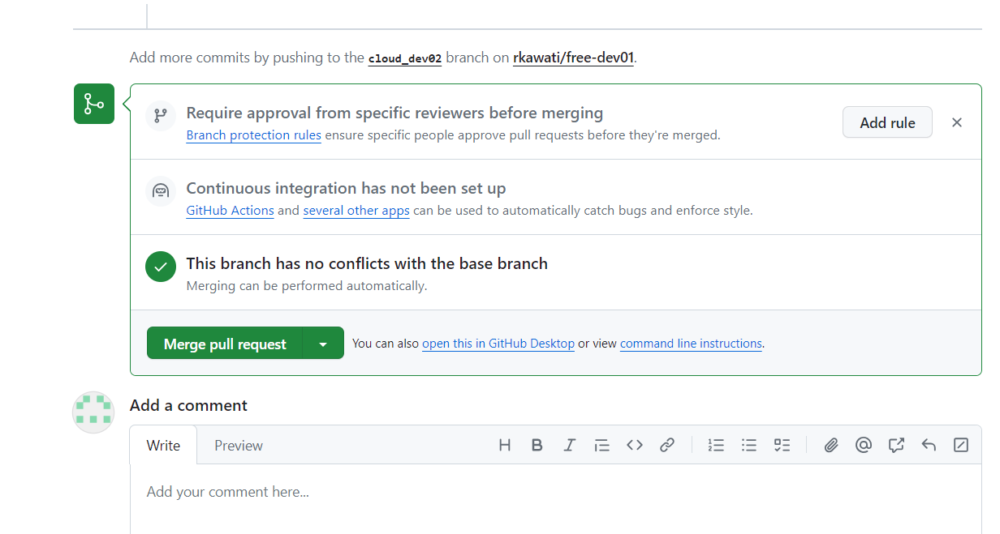 Add more commits by pushing to the cloud_dev02 branch on rkawati/free-dev01.
Require approval from specific reviewers before merging
Branch protection rules ensure specific people approve pull requests before they're merged.
Add rule
Continuous integration has not been set up
GitHub Actions and several other apps can be used to automatically catch bugs and enforce style.
This branch has no conflicts with the base branch
Merging can be performed automatically.
Merge pull request
You can also open this in GitHub Desktop or view command line instructions.
Add a comment
Write
Preview
Add your comment here...